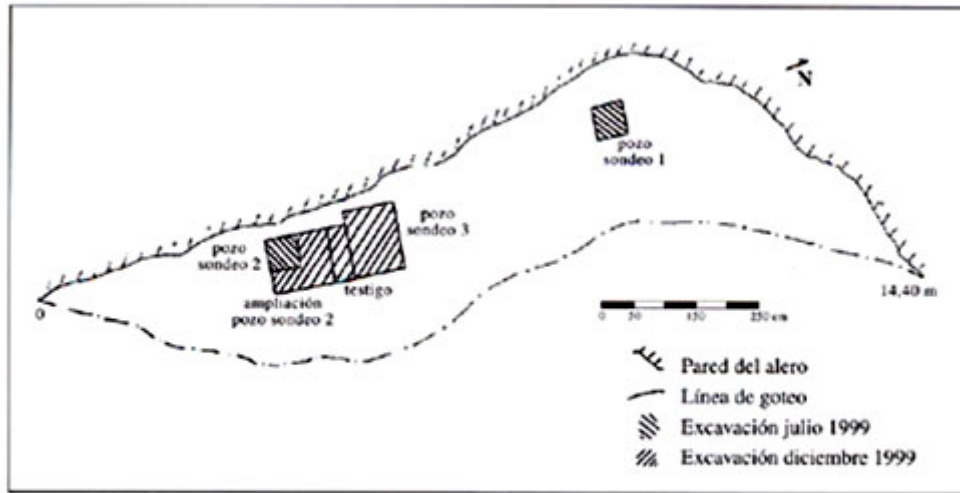 N
pozo
sondeo 1
pozo
sondeo 3
pozo
sondeo 2
testigo
ampliación
pozo sondeo 2
0
14,40 m
0 50 150 250 cm
Pared del alero
Línea de goteo
Excavación julio 1999
Excavación diciembre 1999